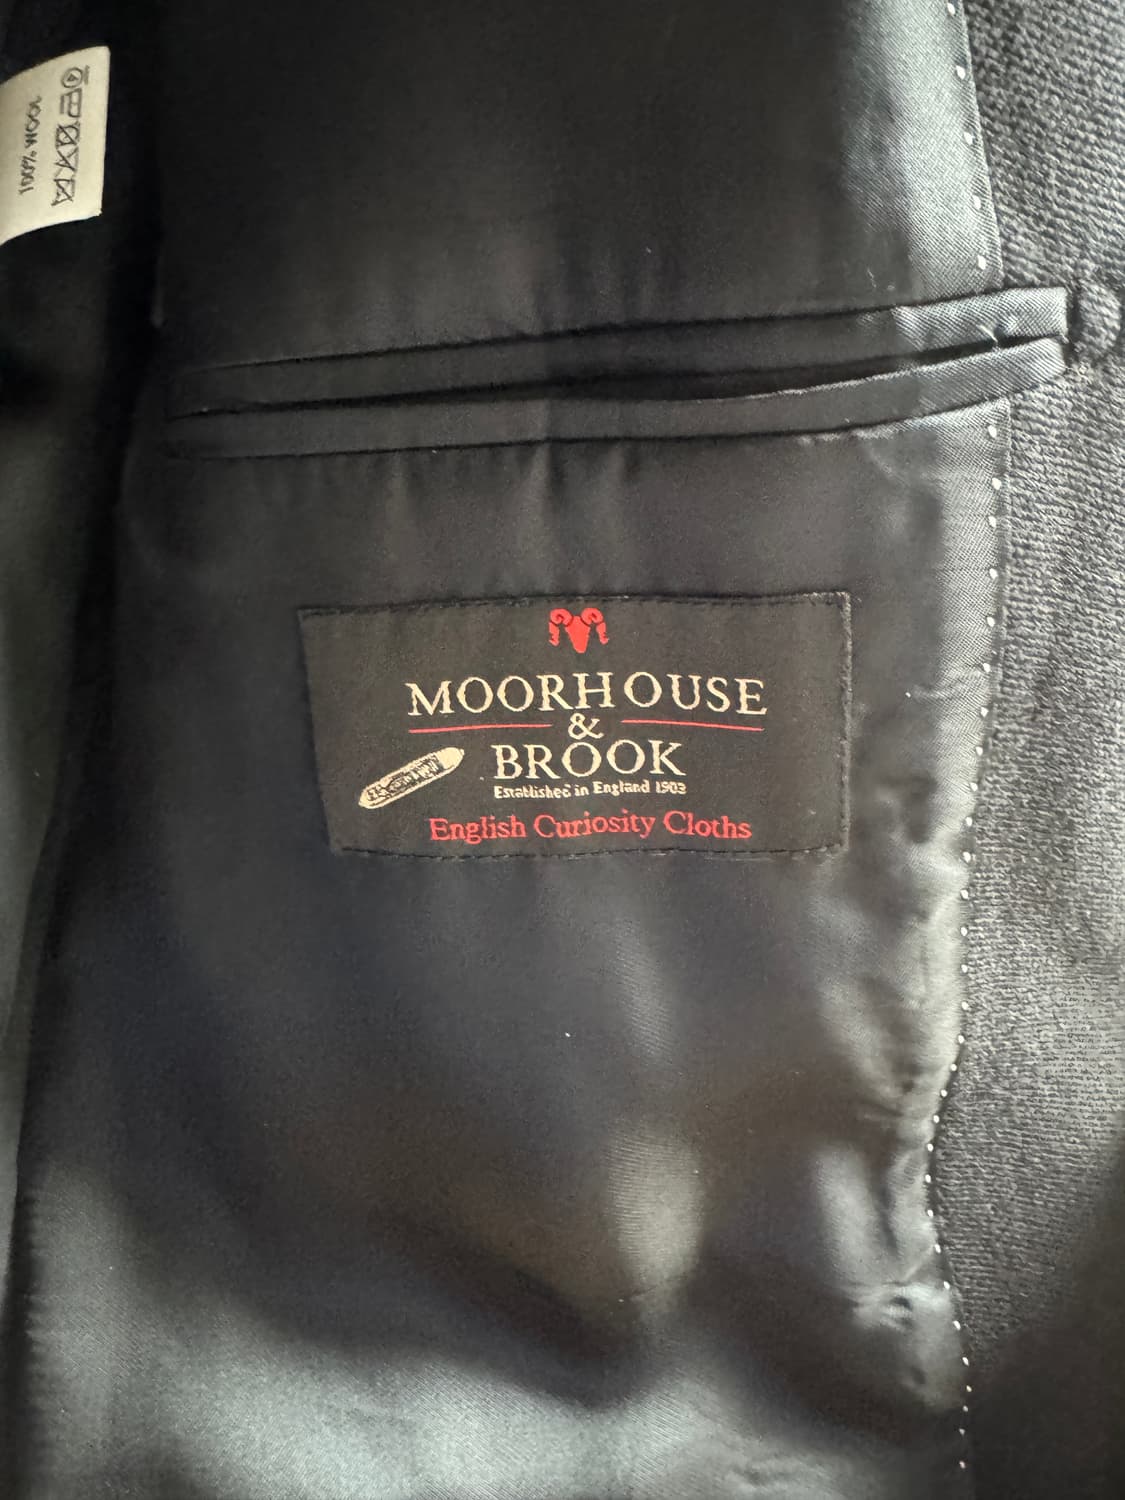 100% WOOL
MOORHOUSE
&
BROOK
Established in England 1903
English Curiosity Cloths